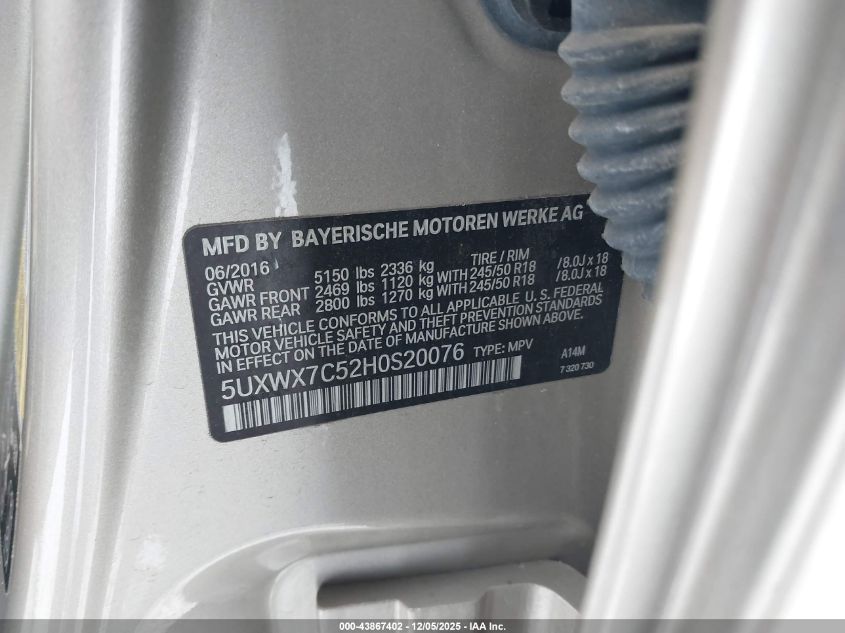 MFD BY BAYERISCHE MOTOREN WERKE AG
06/2016 TIRE / RIM
GVWR 5150 lbs 2336 kg
GAWR FRONT 2469 lbs 1120 kg WITH 245/50 R18 / 8.0J x 18
GAWR REAR 2800 lbs 1270 kg WITH 245/50 R18 / 8.0J x 18
THIS VEHICLE CONFORMS TO ALL APPLICABLE U. S. FEDERAL
MOTOR VEHICLE SAFETY AND THEFT PREVENTION STANDARDS
IN EFFECT ON THE DATE OF MANUFACTURE SHOWN ABOVE.
5UXWX7C52H0S20076 TYPE: MPV A14M
7 320 730
000-43867402 - 12/05/2025 - IAA Inc.